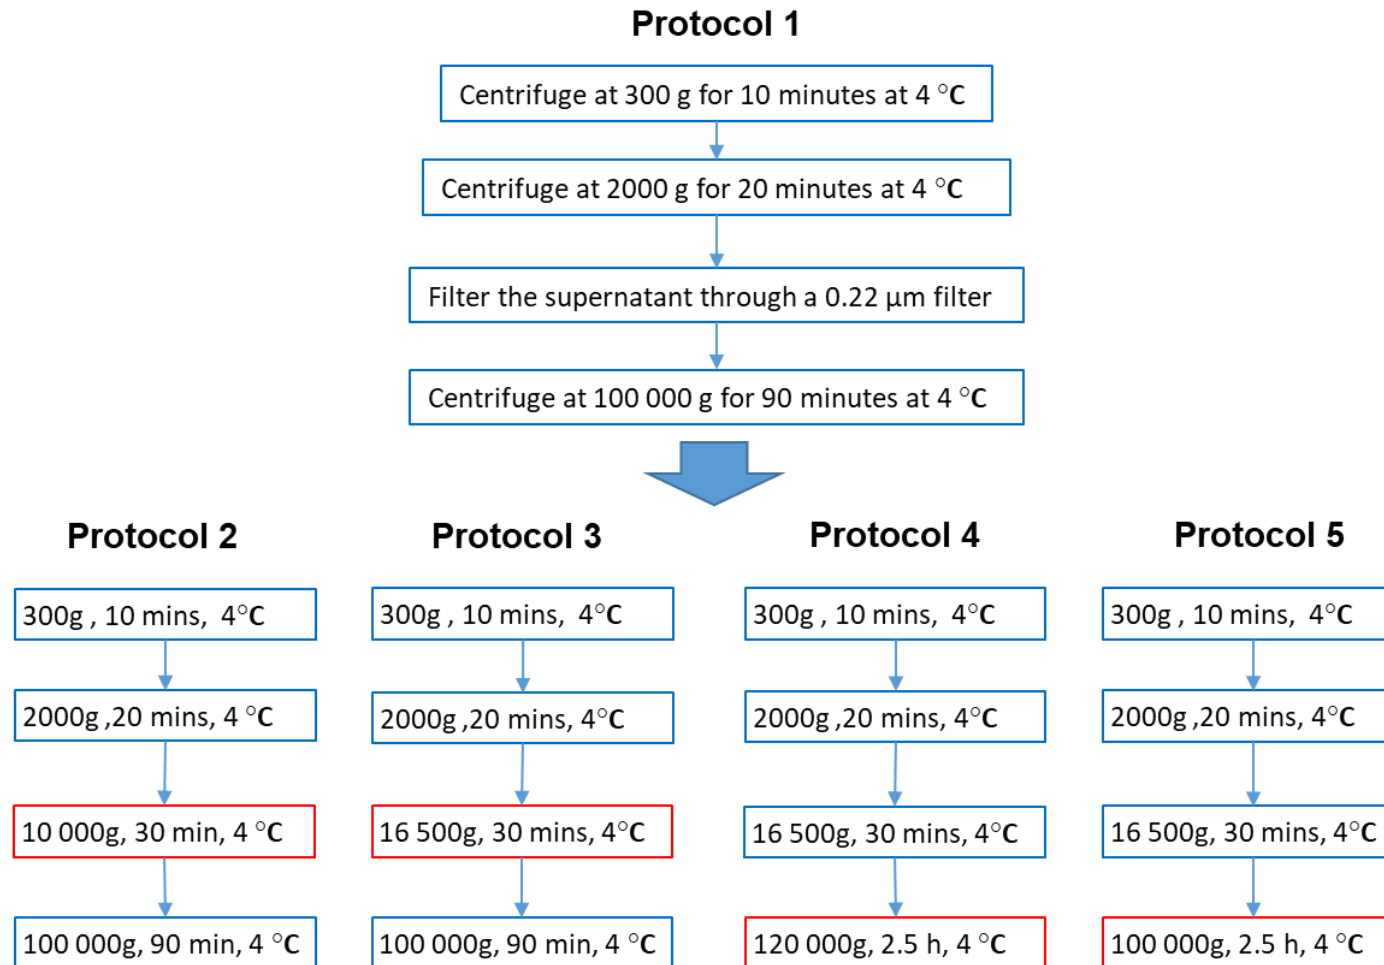 Protocol 1
Centrifuge at 300 g for 10 minutes at 4 °C
Centrifuge at 2000 g for 20 minutes at 4 °C
Filter the supernatant through a 0.22 µm filter
Centrifuge at 100 000 g for 90 minutes at 4 °C
Protocol 2
300g , 10 mins, 4°C
2000g ,20 mins, 4 °C
10 000g, 30 min, 4 °C
100 000g, 90 min, 4 °C
Protocol 3
300g , 10 mins, 4°C
2000g ,20 mins, 4°C
16 500g, 30 mins, 4°C
100 000g, 90 min, 4 °C
Protocol 4
300g , 10 mins, 4°C
2000g ,20 mins, 4°C
16 500g, 30 mins, 4°C
120 000g, 2.5 h, 4 °C
Protocol 5
300g , 10 mins, 4°C
2000g ,20 mins, 4°C
16 500g, 30 mins, 4°C
100 000g, 2.5 h, 4 °C